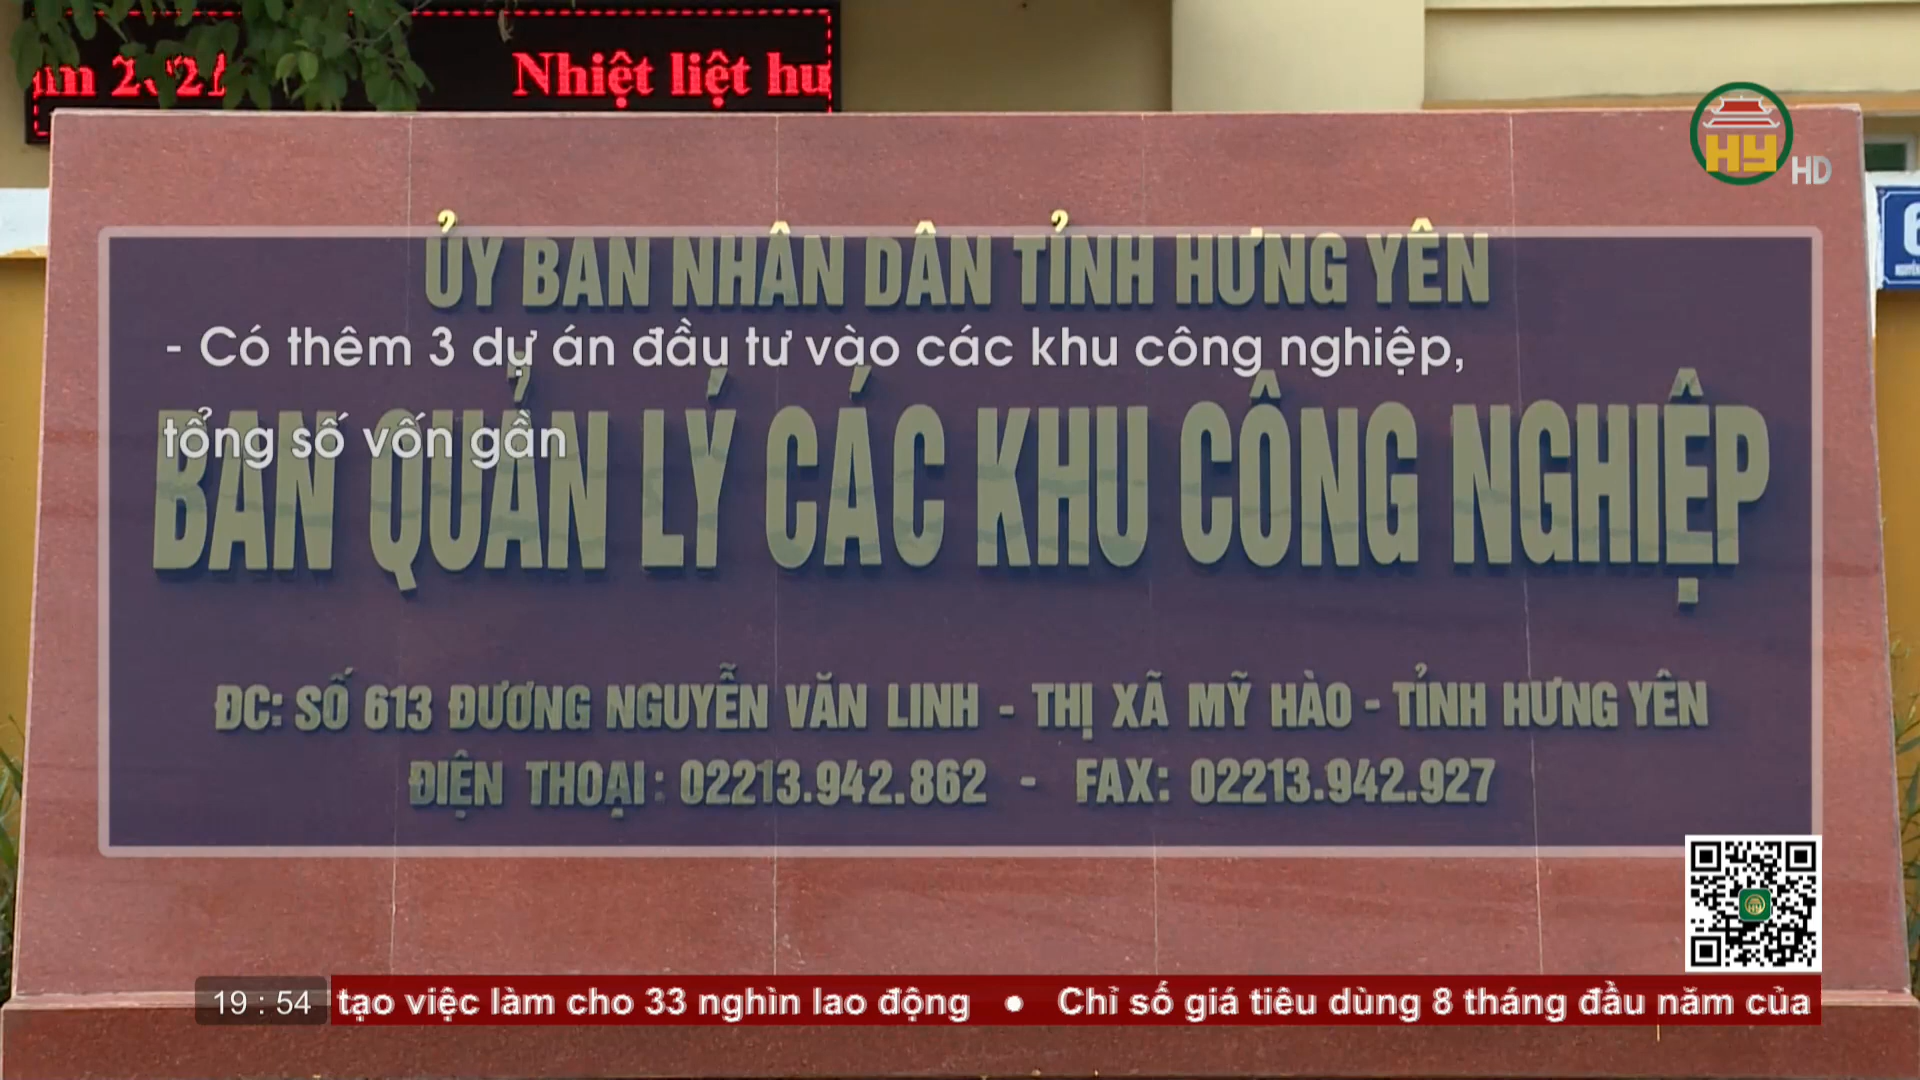 Nhiệt liệt
HY HD
ỦY BAN NHÂN DÂN TỈNH HƯNG YÊN
- Có thêm 3 dự án đầu tư vào các khu công nghiệp,
tổng số vốn gần
BAN QUẢN LÝ CÁC KHU CÔNG NGHIỆP
ĐC: SỐ 613 ĐƯƠNG NGUYỄN VĂN LINH - THỊ XÃ MỸ HÀO - TỈNH HƯNG YÊN
ĐIỆN THOẠI: 02213.942.862 - FAX: 02213.942.927
19 : 54 tạo việc làm cho 33 nghìn lao động • Chỉ số giá tiêu dùng 8 tháng đầu năm của